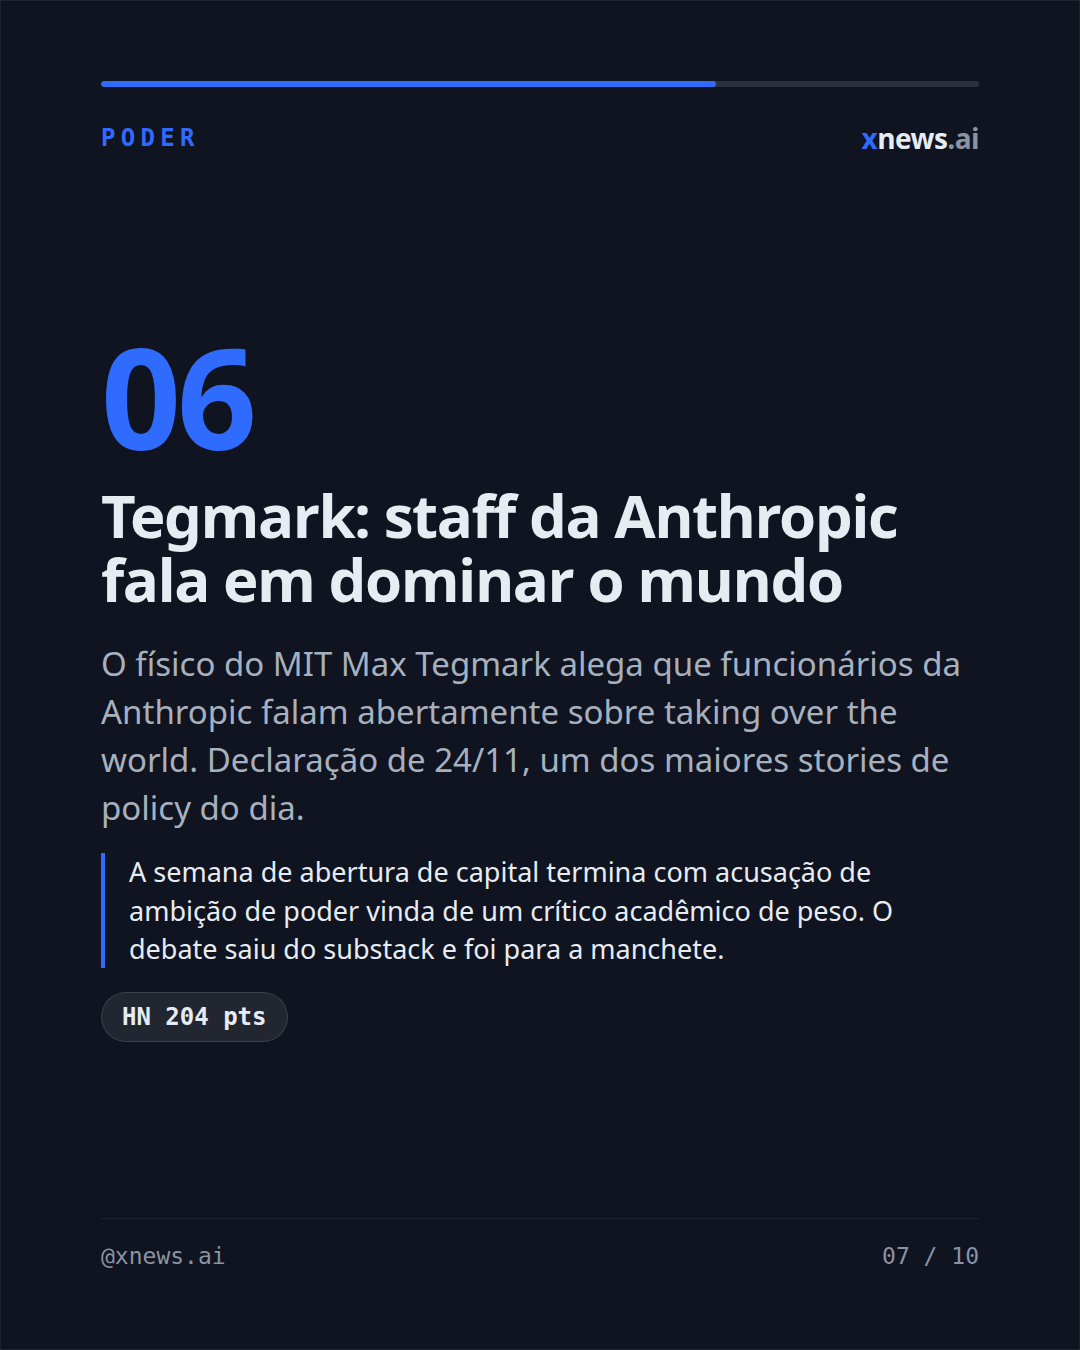 PODER
xnews.ai
06
Tegmark: staff da Anthropic
fala em dominar o mundo
O físico do MIT Max Tegmark alega que funcionários da
Anthropic falam abertamente sobre taking over the
world. Declaração de 24/11, um dos maiores stories de
policy do dia.
A semana de abertura de capital termina com acusação de
ambição de poder vinda de um crítico acadêmico de peso. O
debate saiu do substack e foi para a manchete.
HN 204 pts
@xnews.ai
07 / 10